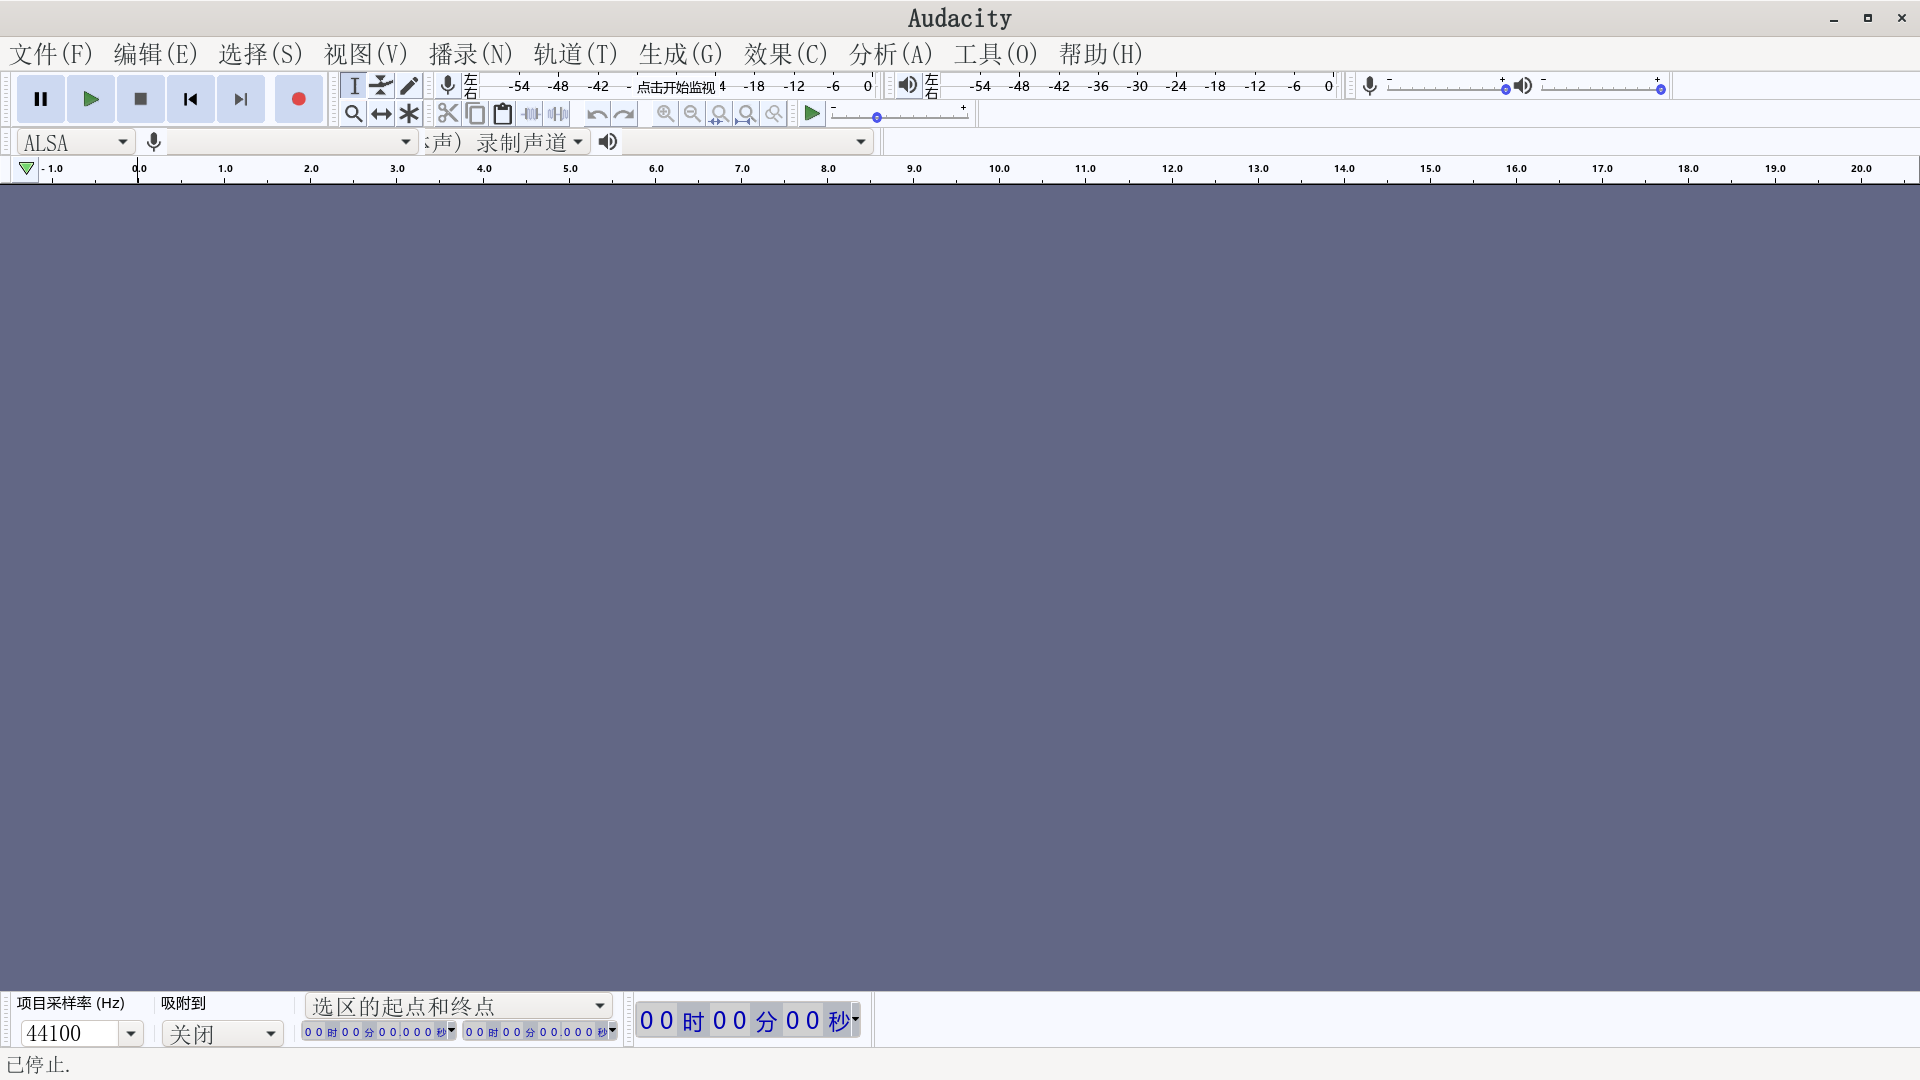 Audacity
文件(F) 编辑(E) 选择(S) 视图(V) 播录(N) 轨道(T) 生成(G) 效果(C) 分析(A) 工具(O) 帮助(H)
左 右 -54 -48 -42 - 点击开始监视 4 -18 -12 -6 0 左 右 -54 -48 -42 -36 -30 -24 -18 -12 -6 0 - + - +
- +
ALSA 声) 录制声道
- 1.0 0.0 1.0 2.0 3.0 4.0 5.0 6.0 7.0 8.0 9.0 10.0 11.0 12.0 13.0 14.0 15.0 16.0 17.0 18.0 19.0 20.0
项目采样率 (Hz) 吸附到 选区的起点和终点
44100 关闭 00时00分00.000秒 00时00分00.000秒 00时00分00秒
已停止.